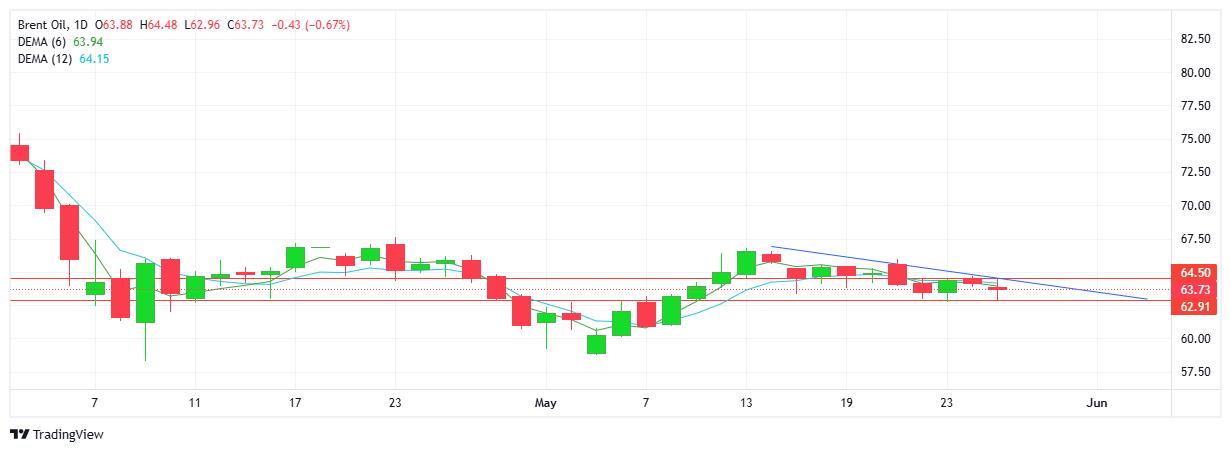 Brent Oil, 1D O63.88 H64.48 L62.96 C63.73 −0.43 (−0.67%)
DEMA (6) 63.94
DEMA (12) 64.15
82.50
80.00
77.50
75.00
72.50
70.00
67.50
64.50
63.73
62.91
60.00
57.50
7 11 17 23 May 7 13 19 23 Jun
TradingView